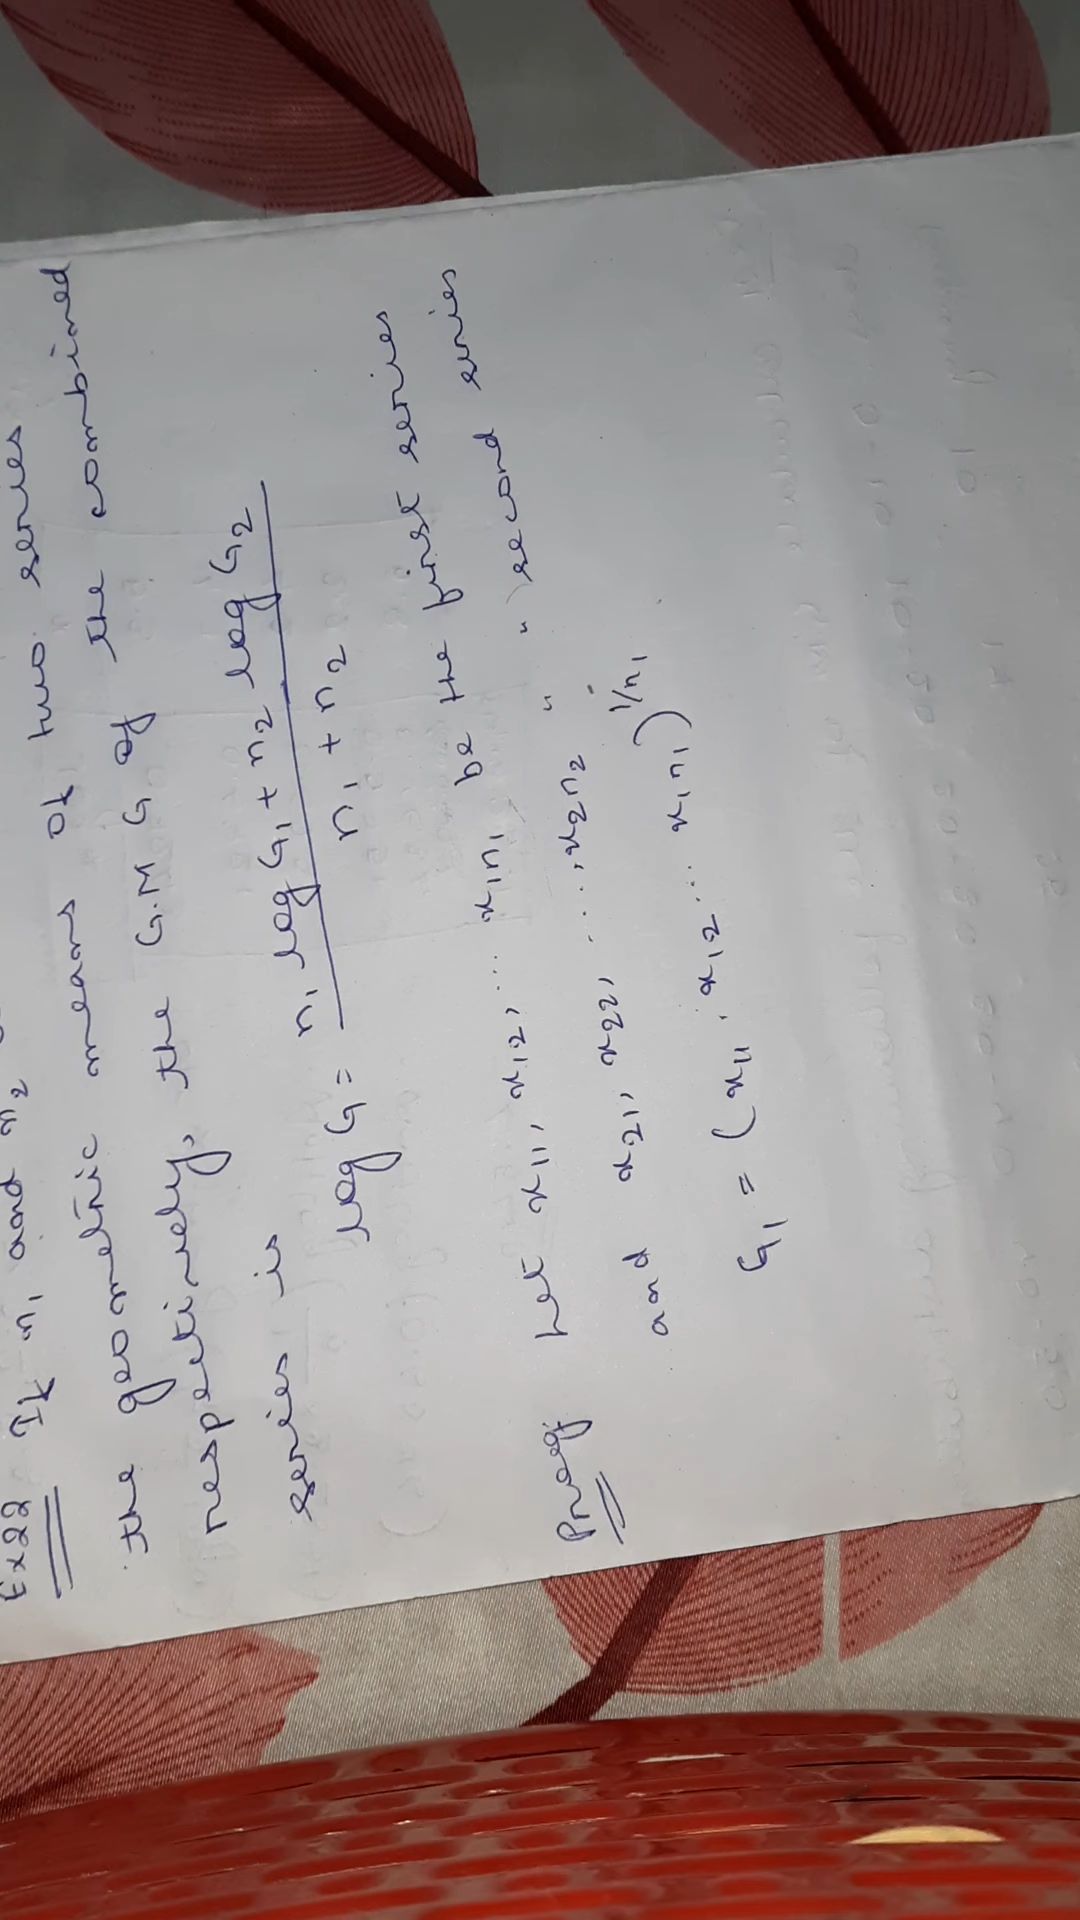 Ex 22 If n₁ and n₂
the geometric means of two series
respectively, the G.M G of the combined
series is
log G = n₁ log G₁ + n₂ log G₂ / n₁ + n₂
Proof Let x₁₁, x₁₂, ... x₁n₁ be the first series
and x₂₁, x₂₂, ...., x₂n₂ " " second series
G₁ = (x₁₁ . x₁₂ ... x₁n₁)^1/n₁